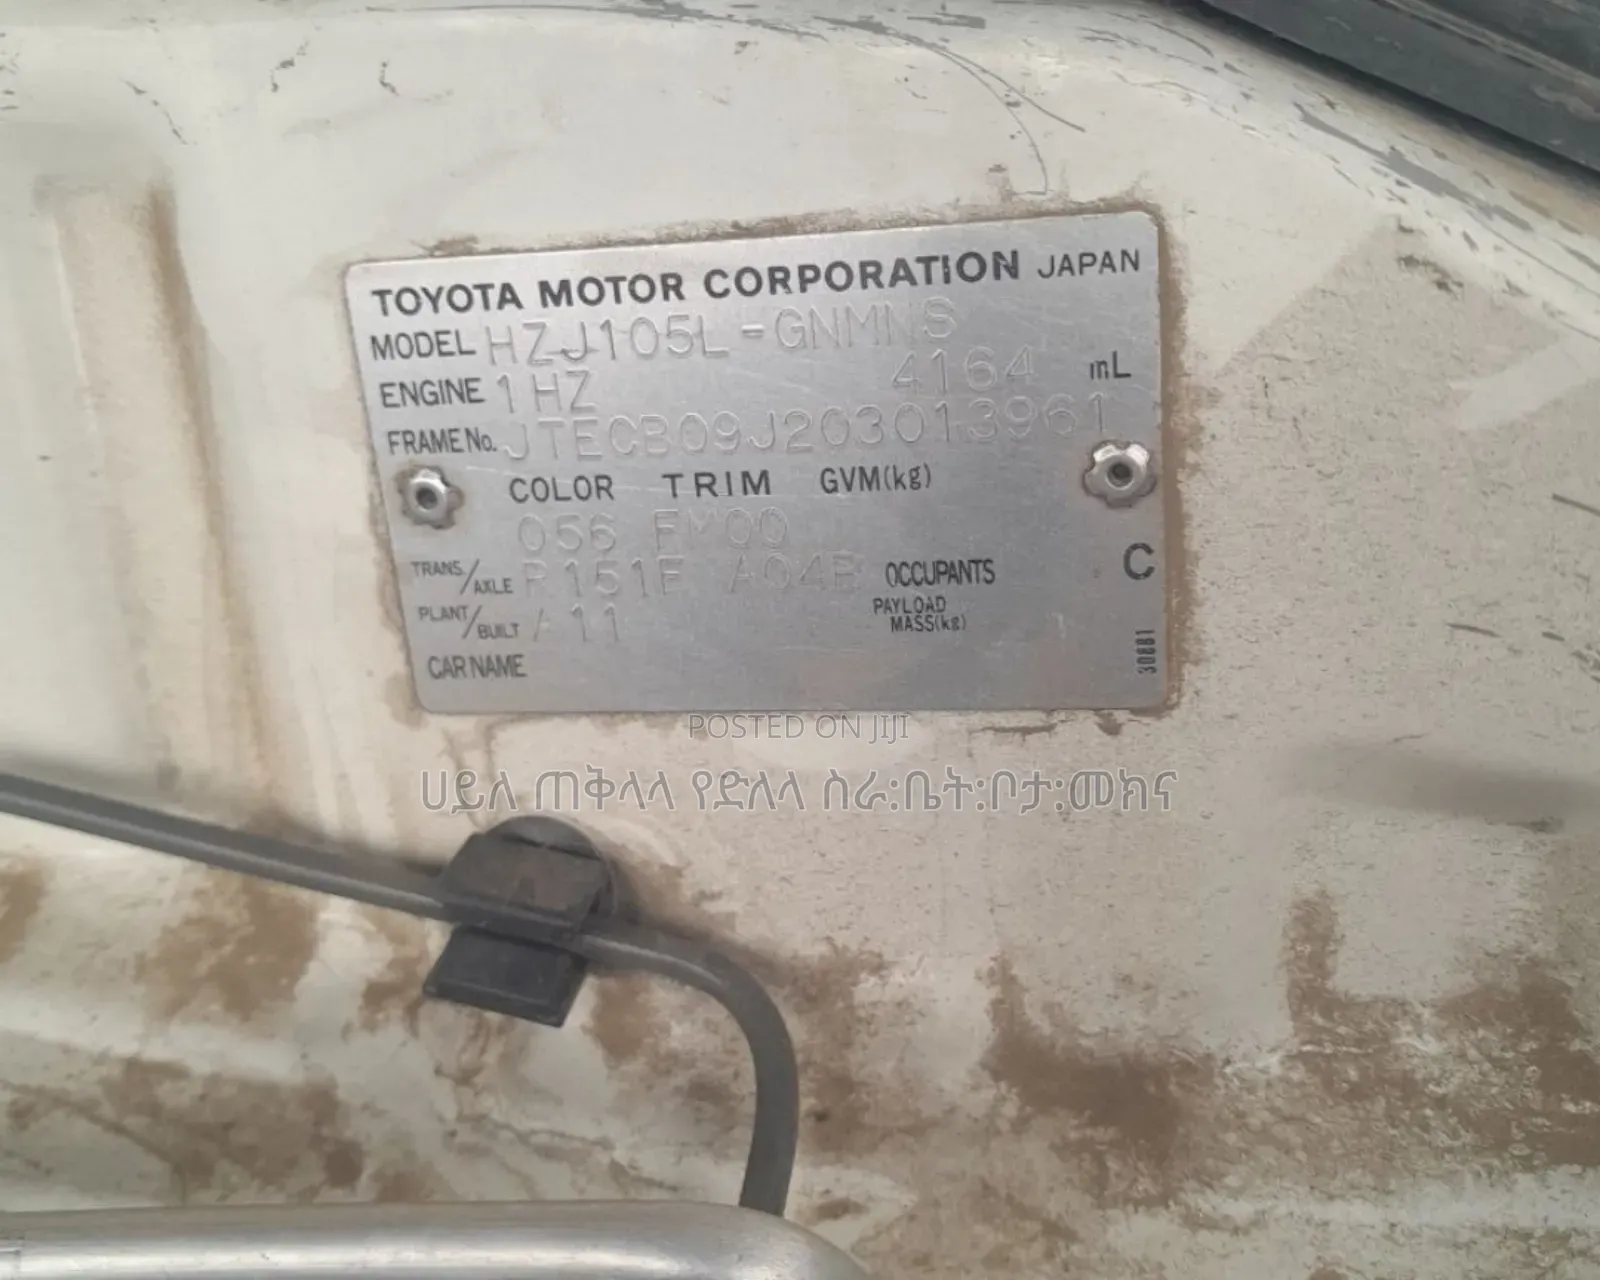 TOYOTA MOTOR CORPORATION JAPAN
MODEL HZJ105L-GNMNS
ENGINE 1HZ 4164 mL
FRAME No. JTECB09J203013961
COLOR TRIM GVM(kg)
056 FM00
TRANS/AXLE R151F A04B OCCUPANTS C
PLANT/BUILT A11 PAYLOAD MASS(kg)
CAR NAME
30881
POSTED ON JIJI
ሀይለ ጠቅላላ የድለላ ስራ:ቤት:ቦታ:መክና